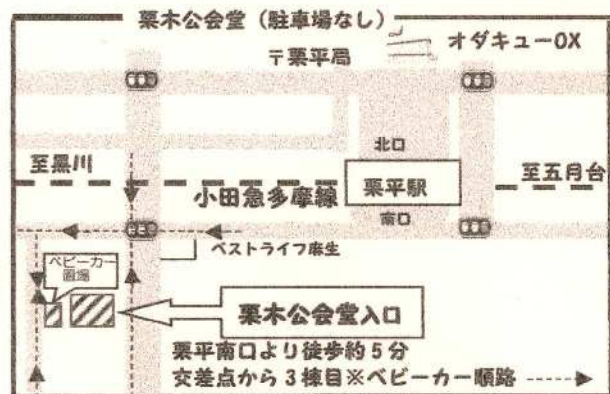 栗木公会堂（駐車場なし）
オダキューOX
〒栗平局
北口
至黒川
至五月台
小田急多摩線
栗平駅
南口
ベストライフ麻生
ベビーカー
置場
栗木公会堂入口
栗平南口より徒歩約5分
交差点から3棟目※ベビーカー順路